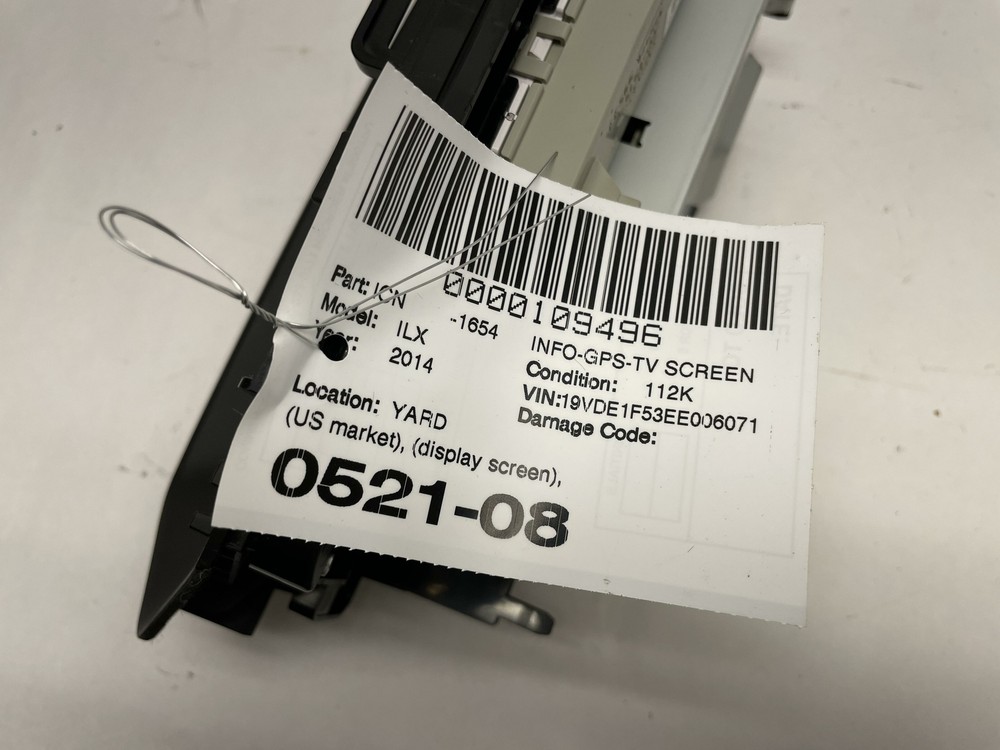 0000109496
Part: ICN -1654 INFO-GPS-TV SCREEN
Model: ILX Condition: 112K
Year: 2014 VIN:19VDE1F53EE006071
Damage Code:
Location: YARD
(US market), (display screen),
0521-08